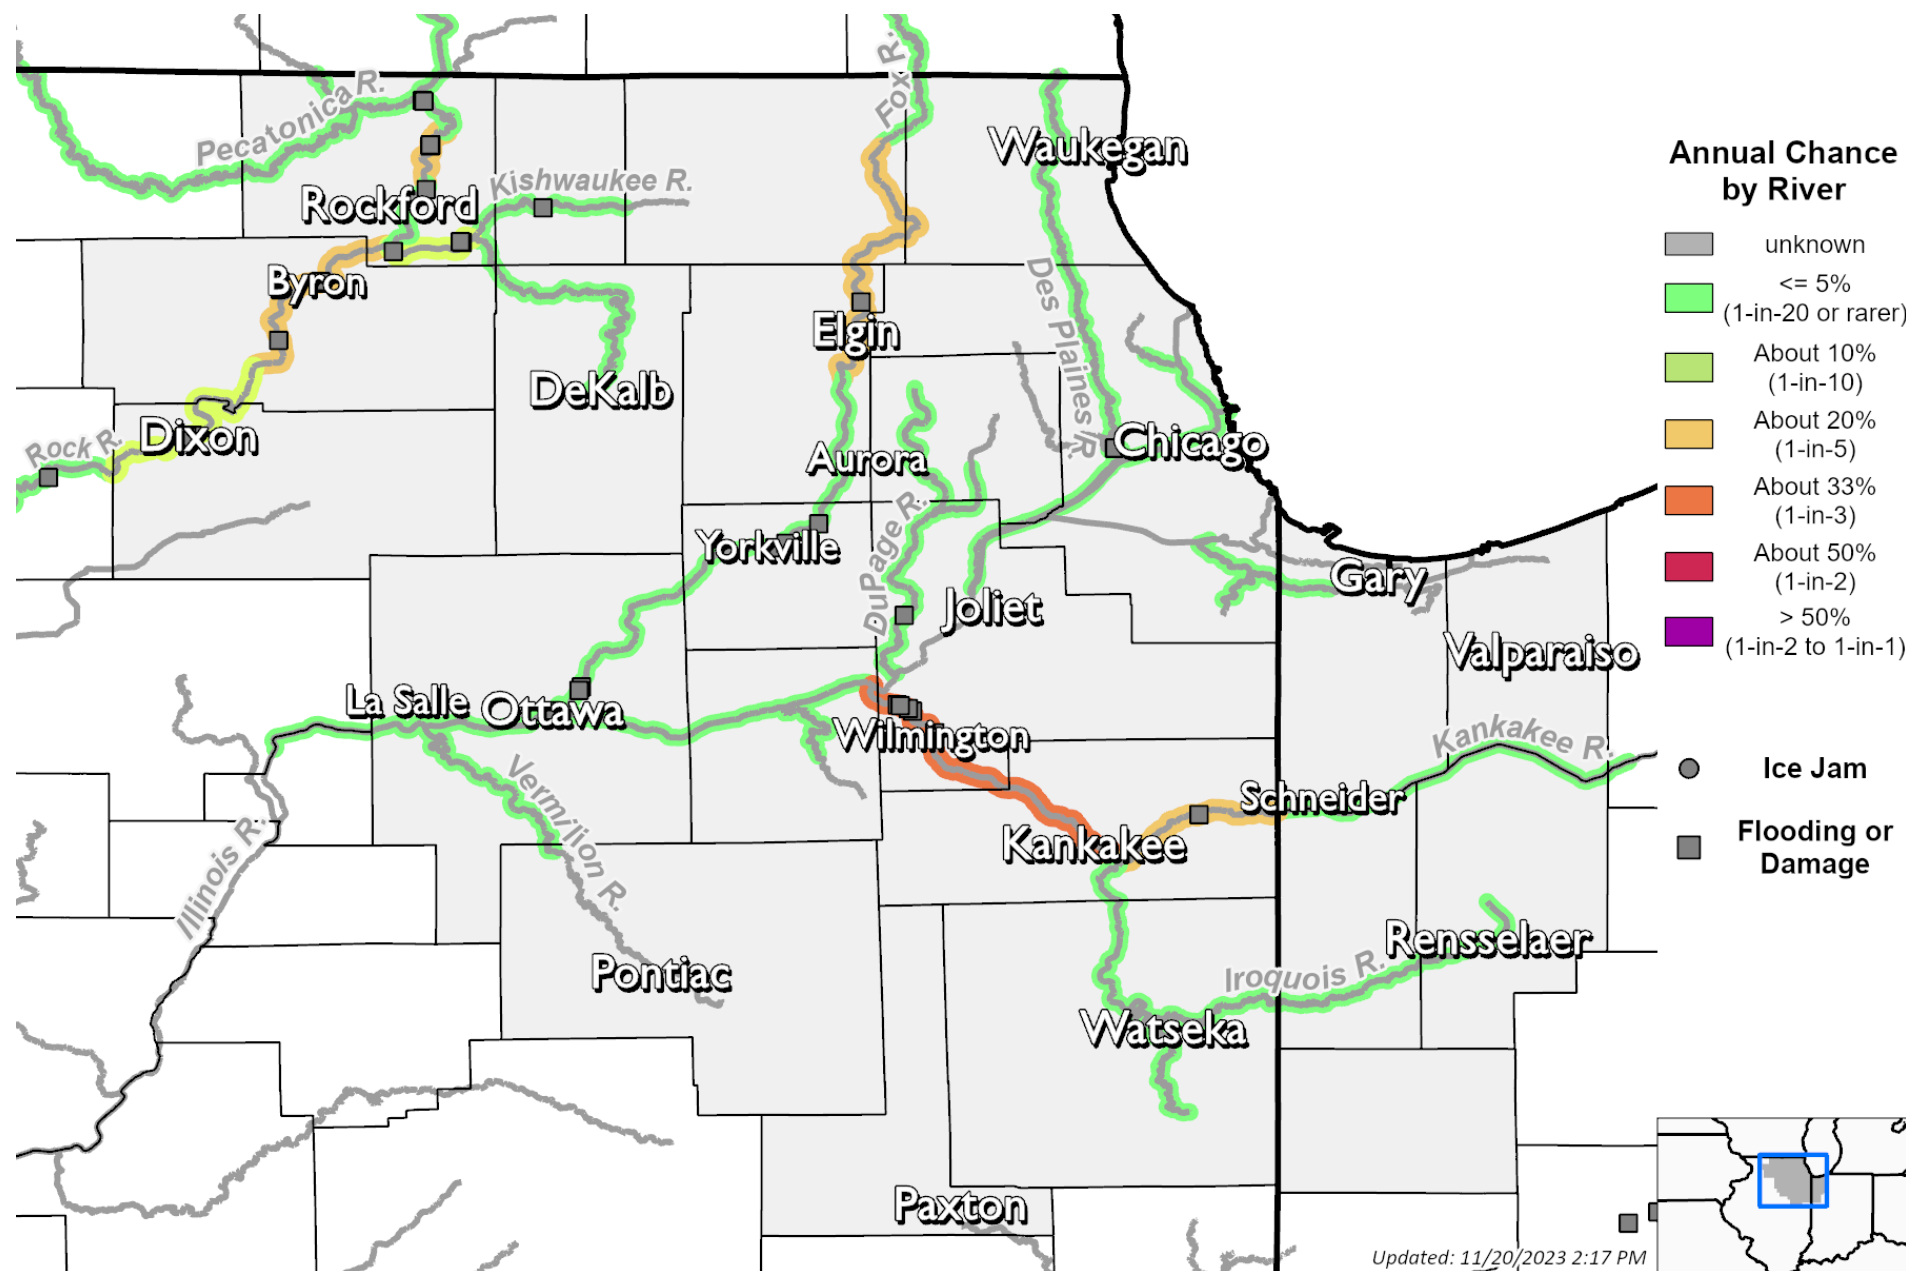 Pecatonica R.
Fox R.
Waukegan
Rockford
Kishwaukee R.
Byron
Des Plaines R.
Elgin
DeKalb
Rock R.
Dixon
Chicago
Aurora
Yorkville
DuPage R.
Joliet
Gary
Valparaiso
La Salle
Ottawa
Wilmington
Kankakee R.
Vermilion R.
Schneider
Illinois R.
Kankakee
Rensselaer
Iroquois R.
Pontiac
Watseka
Paxton
Annual Chance
by River
unknown
<= 5%
(1-in-20 or rarer)
About 10%
(1-in-10)
About 20%
(1-in-5)
About 33%
(1-in-3)
About 50%
(1-in-2)
> 50%
(1-in-2 to 1-in-1)
Ice Jam
Flooding or
Damage
Updated: 11/20/2023 2:17 PM